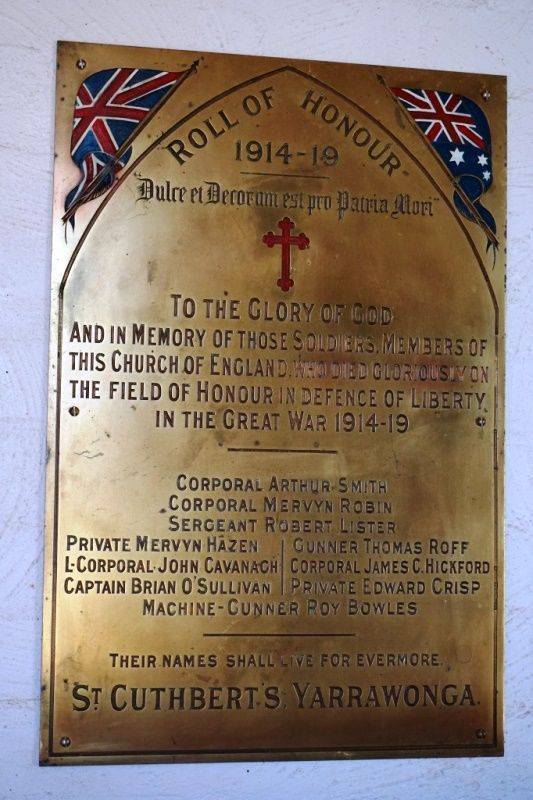 ROLL OF HONOUR
1914-19
"Dulce et Decorum est pro Patria Mori"
TO THE GLORY OF GOD
AND IN MEMORY OF THOSE SOLDIERS, MEMBERS OF
THIS CHURCH OF ENGLAND, WHO DIED GLORIOUSLY ON
THE FIELD OF HONOUR IN DEFENCE OF LIBERTY
IN THE GREAT WAR 1914-19
CORPORAL ARTHUR SMITH
CORPORAL MERVYN ROBIN
SERGEANT ROBERT LISTER
PRIVATE MERVYN HAZEN GUNNER THOMAS ROFF
L-CORPORAL JOHN CAVANAGH CORPORAL JAMES C. HICKFORD
CAPTAIN BRIAN O'SULLIVAN PRIVATE EDWARD CRISP
MACHINE-GUNNER ROY BOWLES
THEIR NAMES SHALL LIVE FOR EVERMORE.
ST CUTHBERT'S, YARRAWONGA.